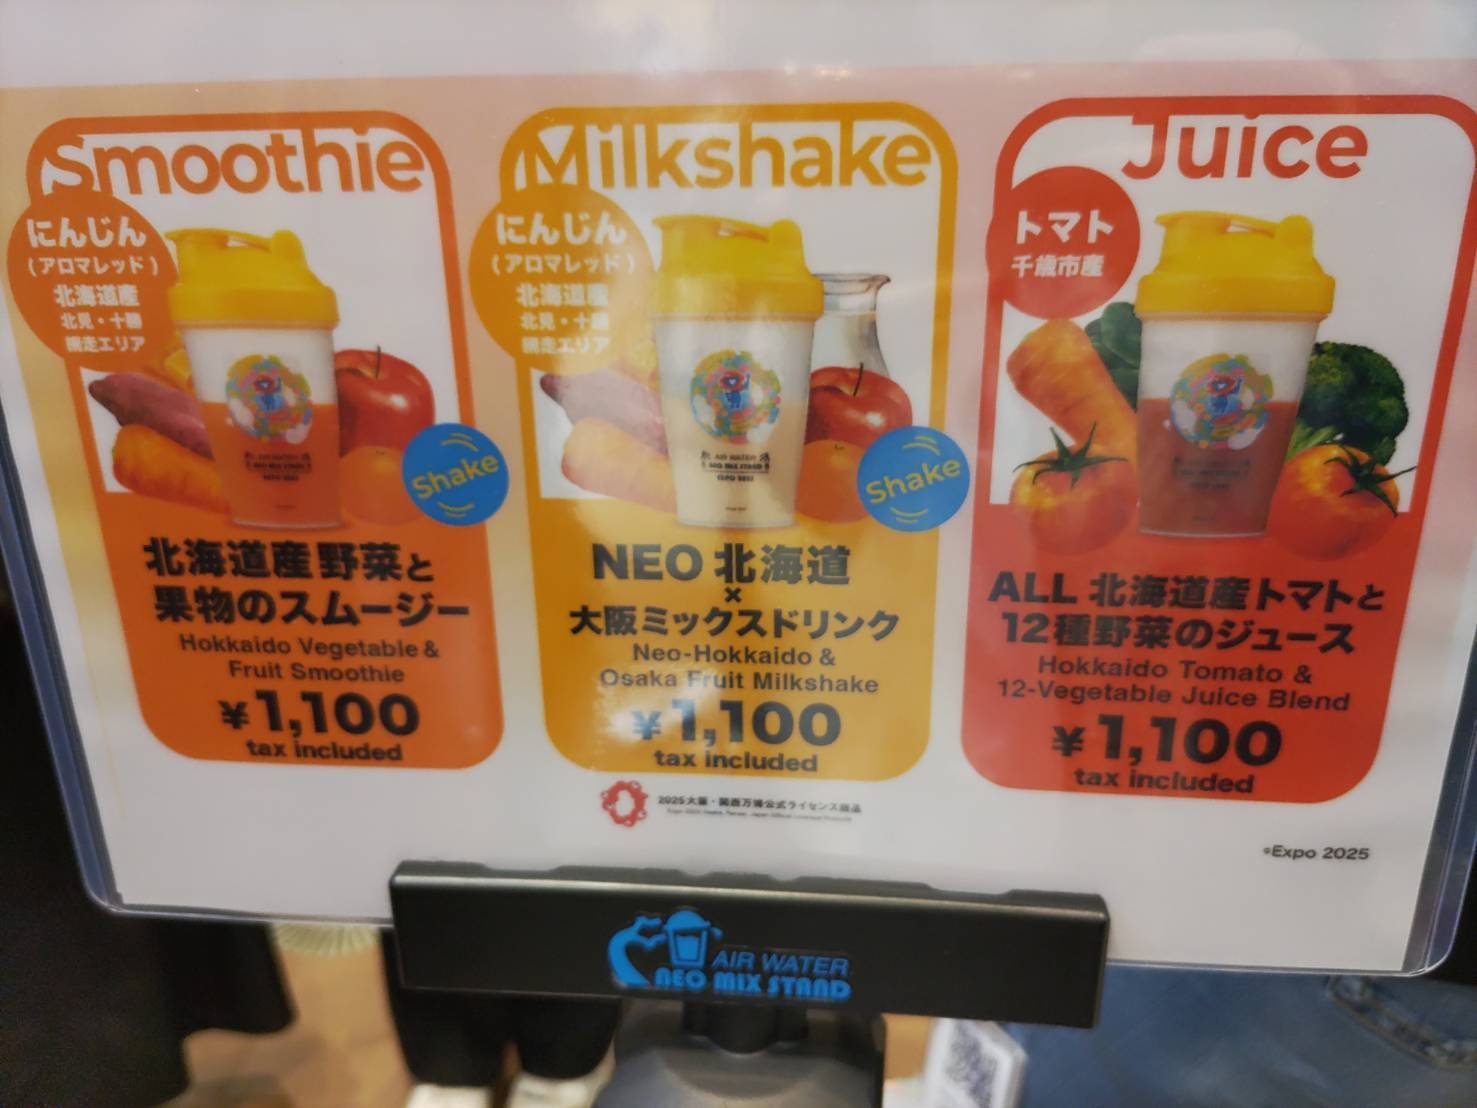 Smoothie
にんじん
(アロマレッド)
北海道産
北見・十勝
網走エリア
Shake
北海道産野菜と
果物のスムージー
Hokkaido Vegetable &
Fruit Smoothie
¥1,100
tax included
Milkshake
にんじん
(アロマレッド)
北海道産
北見・十勝
網走エリア
AIR WATER
NEO MIX STAND
EXPO 2025
Shake
NEO 北海道
×
大阪ミックスドリンク
Neo-Hokkaido &
Osaka Fruit Milkshake
¥1,100
tax included
Juice
トマト
千歳市産
ALL 北海道産トマトと
12種野菜のジュース
Hokkaido Tomato &
12-Vegetable Juice Blend
¥1,100
tax included
2025大阪・関西万博公式ライセンス商品
©Expo 2025
AIR WATER
NEO MIX STAND